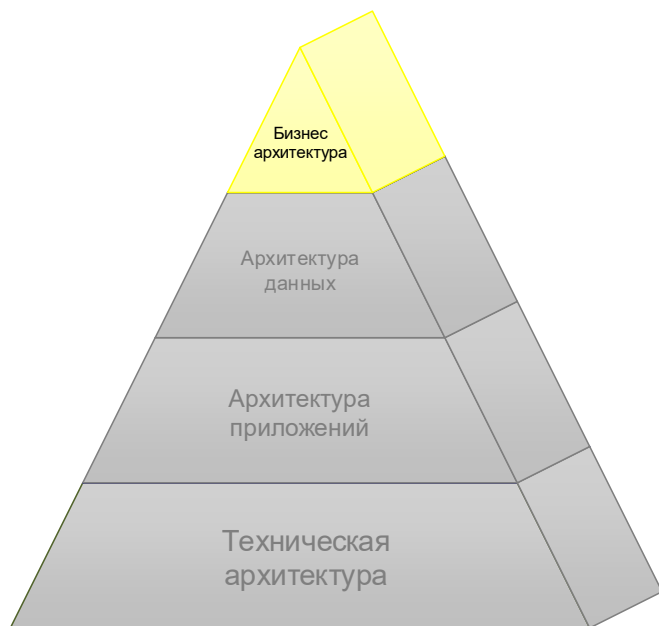 Бизнес
архитектура
Архитектура
данных
Архитектура
приложений
Техническая
архитектура